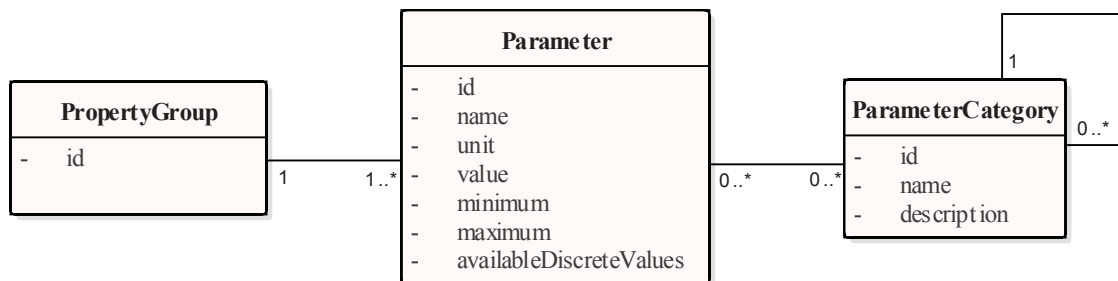 PropertyGroup
- id
1
1..*
Parameter
- id
- name
- unit
- value
- minimum
- maximum
- availableDiscreteValues
0..*
0..*
ParameterCategory
- id
- name
- description
1
0..*